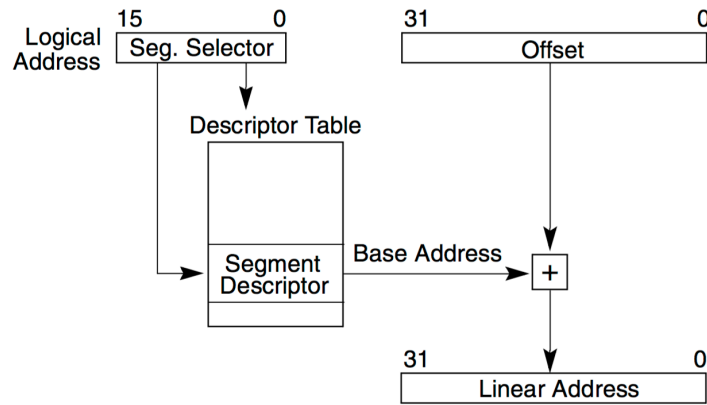 15 0 31 0
Logical Address
Seg. Selector
Offset
Descriptor Table
Segment
Descriptor
Base Address
+
31 0
Linear Address